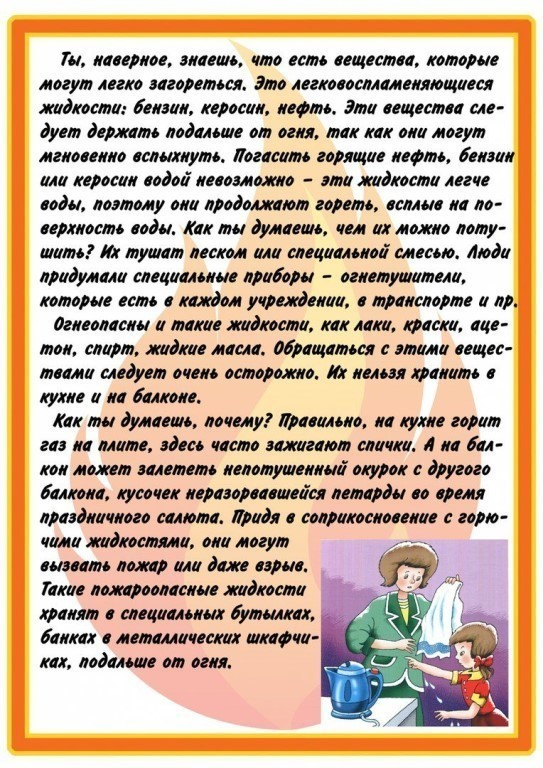 Ты, наверное, знаешь, что есть вещества, которые
могут легко загореться. Это легковоспламеняющиеся
жидкости: бензин, керосин, нефть. Эти вещества сле-
дует держать подальше от огня, так как они могут
мгновенно вспыхнуть. Погасить горящие нефть, бензин
или керосин водой невозможно – эти жидкости легче
воды, поэтому они продолжают гореть, всплыв на по-
верхность воды. Как ты думаешь, чем их можно поту-
шить? Их тушат песком или специальной смесью. Люди
придумали специальные приборы – огнетушители,
которые есть в каждом учреждении, в транспорте и пр.
Огнеопасны и такие жидкости, как лаки, краски, аце-
тон, спирт, жидкие масла. Обращаться с этими вещес-
твами следует очень осторожно. Их нельзя хранить в
кухне и на балконе.
Как ты думаешь, почему? Правильно, на кухне горит
газ на плите, здесь часто зажигают спички. А на бал-
кон может залететь непотушенный окурок с другого
балкона, кусочек неразорвавшейся петарды во время
праздничного салюта. Придя в соприкосновение с горю-
чими жидкостями, они могут
вызвать пожар или даже взрыв.
Такие пожароопасные жидкости
хранят в специальных бутылках,
банках в металлических шкафчи-
ках, подальше от огня.